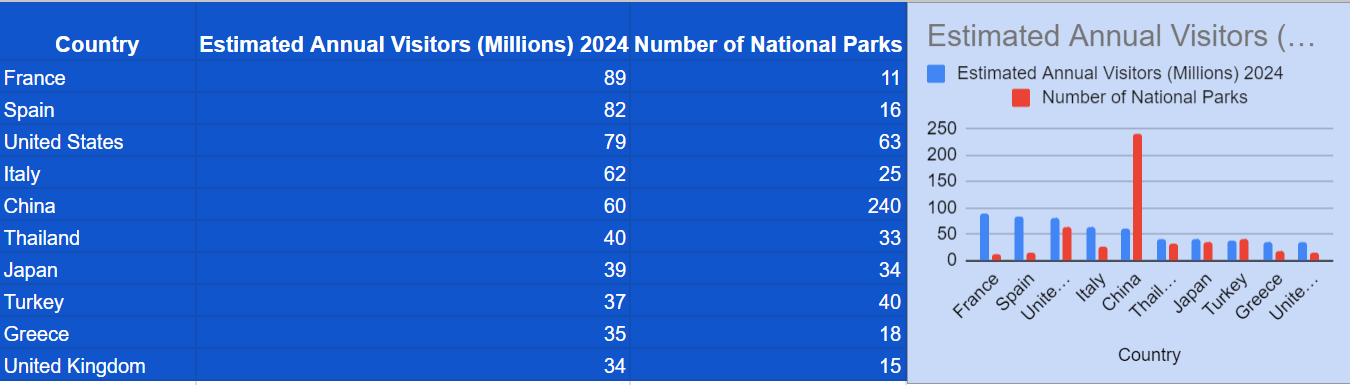 Country Estimated Annual Visitors (Millions) 2024 Number of National Parks
France 89 11
Spain 82 16
United States 79 63
Italy 62 25
China 60 240
Thailand 40 33
Japan 39 34
Turkey 37 40
Greece 35 18
United Kingdom 34 15
Estimated Annual Visitors (…
Estimated Annual Visitors (Millions) 2024
Number of National Parks
250
200
150
100
50
0
France Spain Unite… Italy China Thail… Japan Turkey Greece Unite…
Country